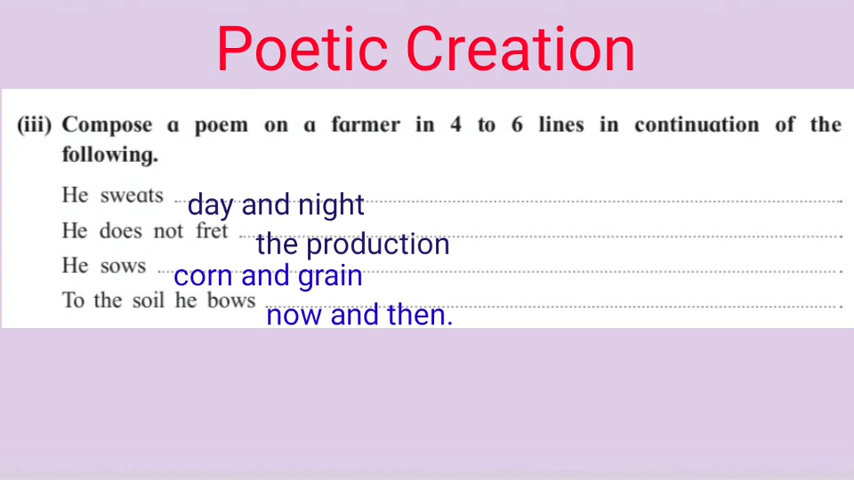 Poetic Creation
(iii) Compose a poem on a farmer in 4 to 6 lines in continuation of the
following.
He sweats day and night
He does not fret the production
He sows corn and grain
To the soil he bows now and then.